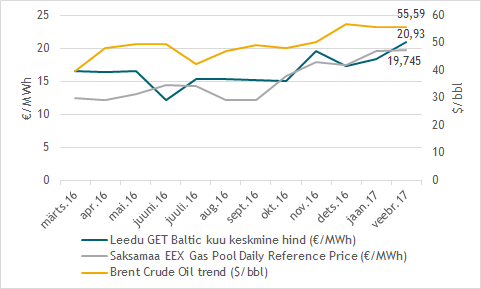 25
20
15
10
5
0
€/MWh
55,59
20,93
19,745
60
50
40
30
20
10
0
$/bbl
märts.16
apr.16
mai.16
juuni.16
juuli.16
aug.16
sept.16
okt.16
nov.16
dets.16
jaan.17
veebr.17
Leedu GET Baltic kuu keskmine hind (€/MWh)
Saksamaa EEX Gas Pool Daily Reference Price (€/MWh)
Brent Crude Oil trend ($/bbl)